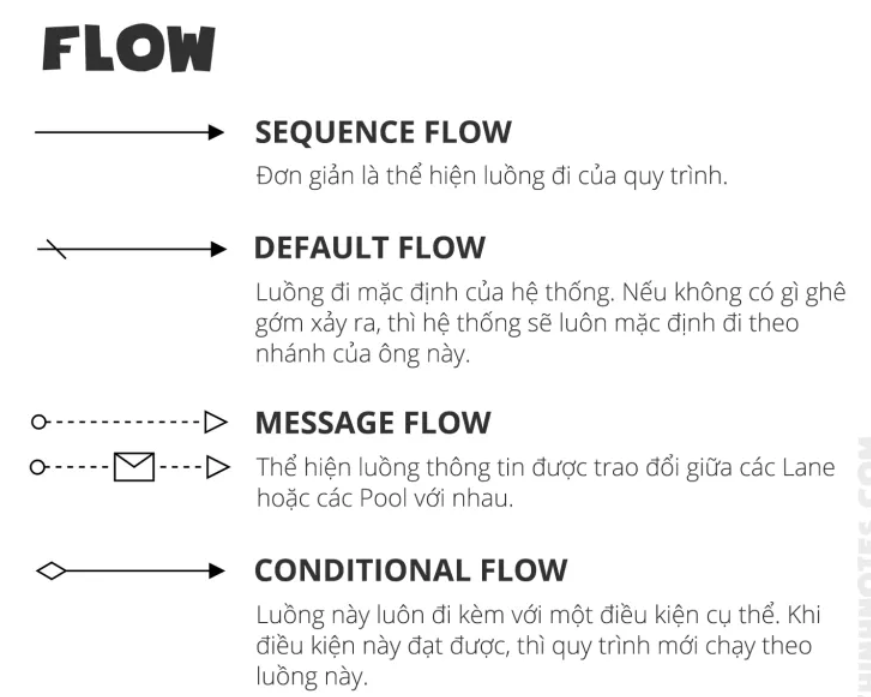 FLOW
SEQUENCE FLOW
Đơn giản là thể hiện luồng đi của quy trình.
DEFAULT FLOW
Luồng đi mặc định của hệ thống. Nếu không có gì ghê
gớm xảy ra, thì hệ thống sẽ luôn mặc định đi theo
nhánh của ông này.
MESSAGE FLOW
Thể hiện luồng thông tin được trao đổi giữa các Lane
hoặc các Pool với nhau.
CONDITIONAL FLOW
Luồng này luôn đi kèm với một điều kiện cụ thể. Khi
điều kiện này đạt được, thì quy trình mới chạy theo
luồng này.
THINHNOTES.COM